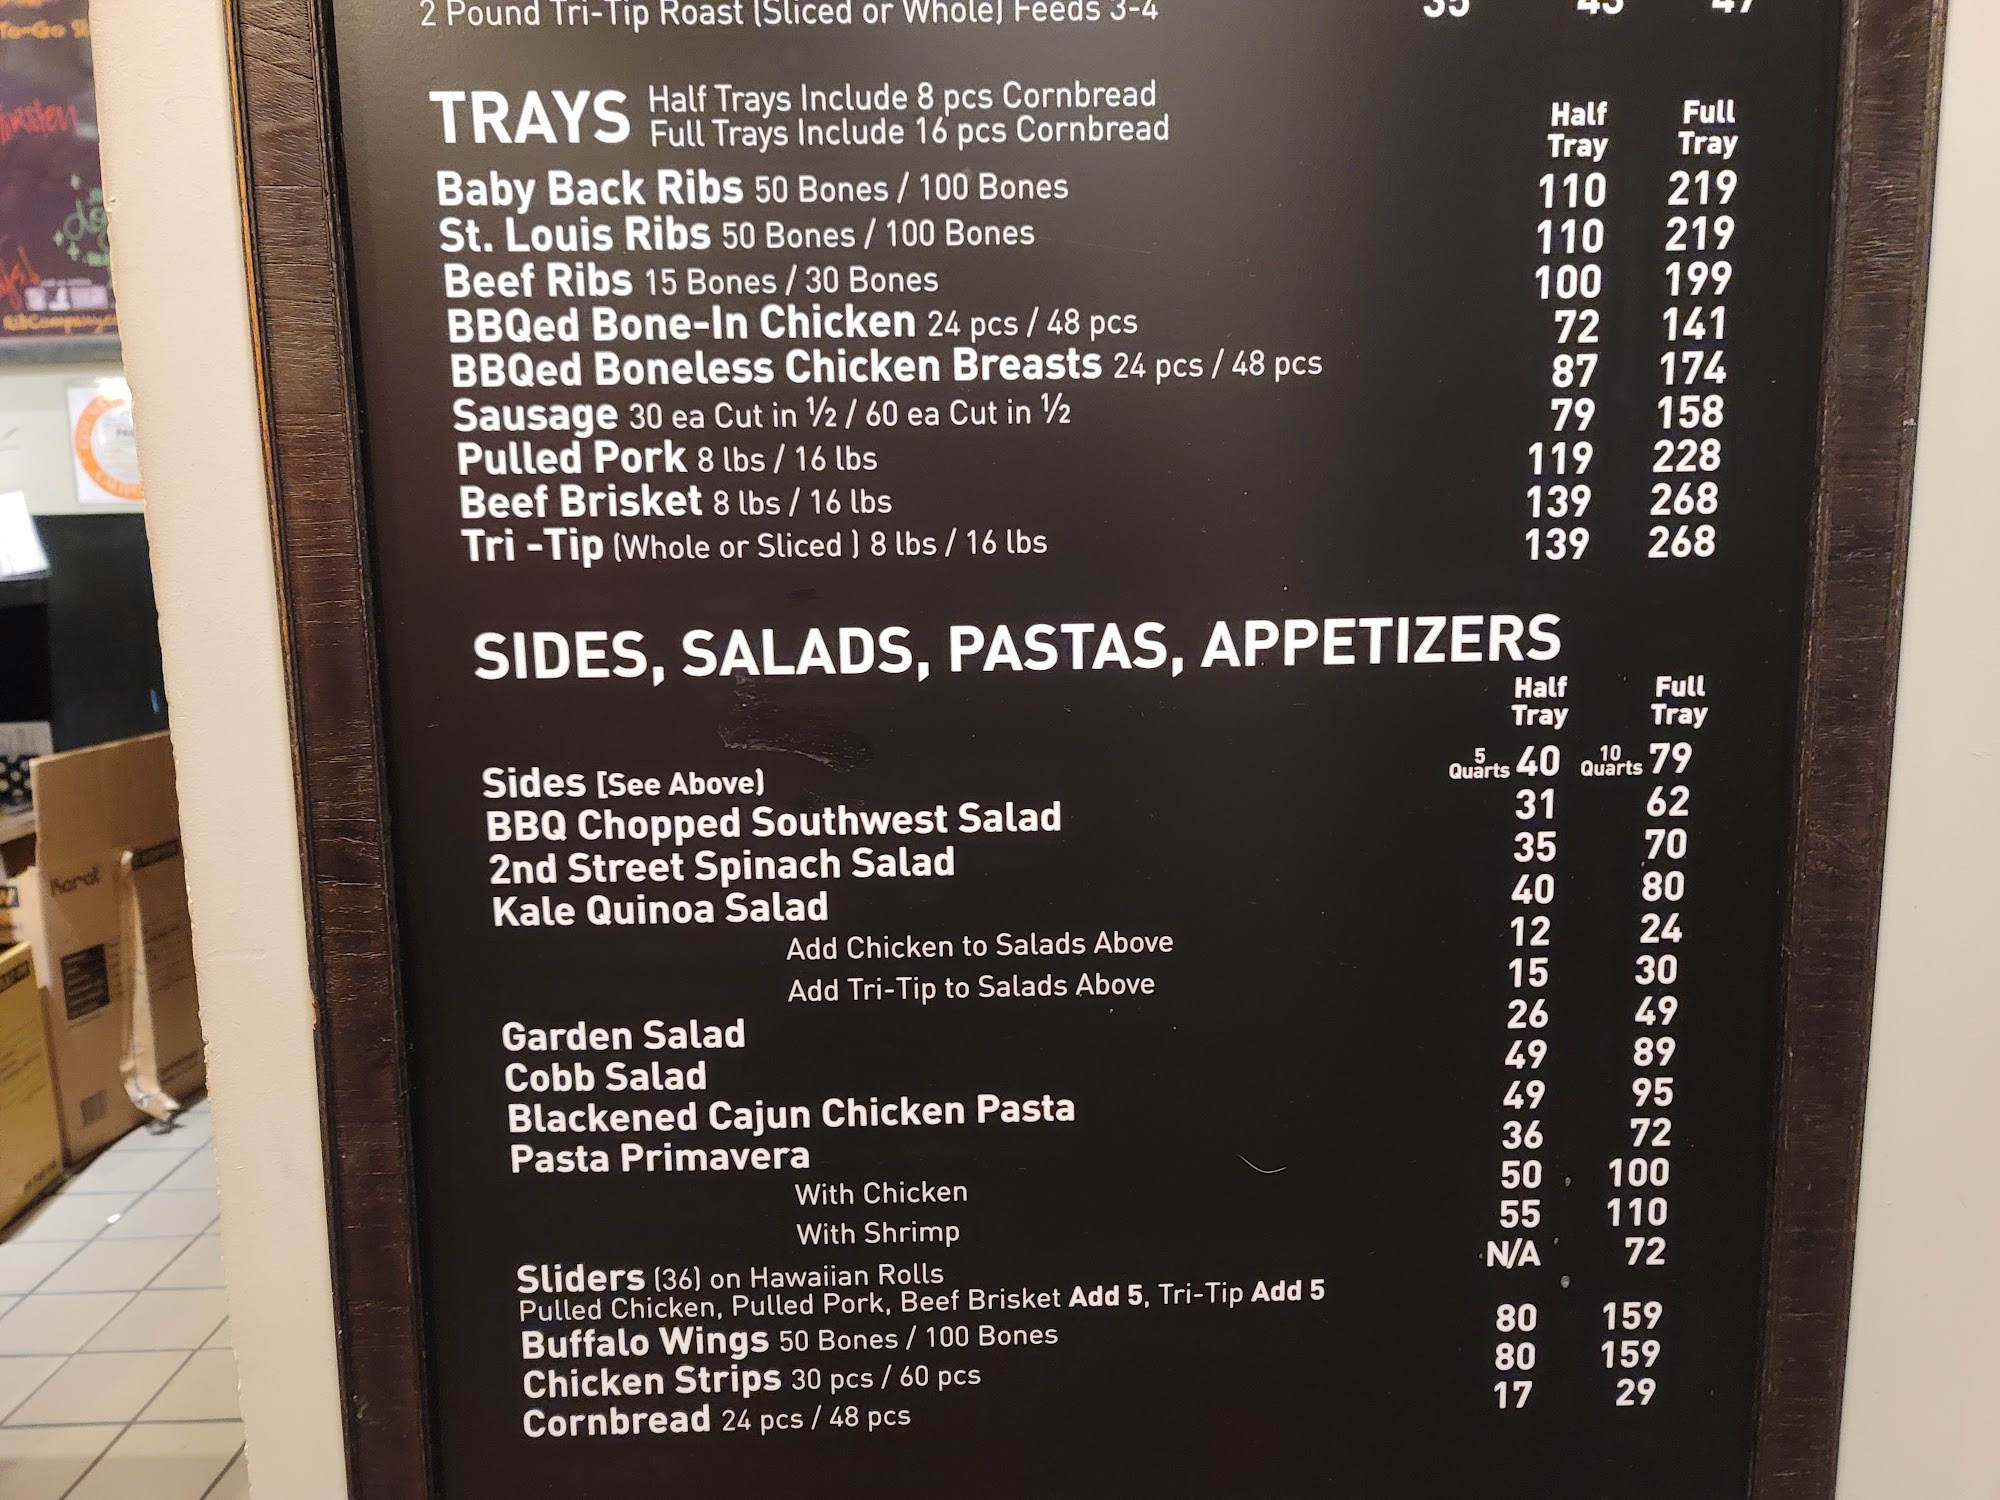 2 Pound Tri-Tip Roast (Sliced or Whole) Feeds 3-4 35 43 47
TRAYS Half Trays Include 8 pcs Cornbread
Full Trays Include 16 pcs Cornbread
Half Tray Full Tray
Baby Back Ribs 50 Bones / 100 Bones 110 219
St. Louis Ribs 50 Bones / 100 Bones 110 219
Beef Ribs 15 Bones / 30 Bones 100 199
BBQed Bone-In Chicken 24 pcs / 48 pcs 72 141
BBQed Boneless Chicken Breasts 24 pcs / 48 pcs 87 174
Sausage 30 ea Cut in ½ / 60 ea Cut in ½ 79 158
Pulled Pork 8 lbs / 16 lbs 119 228
Beef Brisket 8 lbs / 16 lbs 139 268
Tri -Tip (Whole or Sliced ) 8 lbs / 16 lbs 139 268
SIDES, SALADS, PASTAS, APPETIZERS
Half Tray Full Tray
Sides (See Above) 5 Quarts 40 10 Quarts 79
BBQ Chopped Southwest Salad 31 62
2nd Street Spinach Salad 35 70
Kale Quinoa Salad 40 80
Add Chicken to Salads Above 12 24
Add Tri-Tip to Salads Above 15 30
Garden Salad 26 49
Cobb Salad 49 89
Blackened Cajun Chicken Pasta 49 95
Pasta Primavera 36 72
With Chicken 50 100
With Shrimp 55 110
Sliders (36) on Hawaiian Rolls N/A 72
Pulled Chicken, Pulled Pork, Beef Brisket Add 5, Tri-Tip Add 5
Buffalo Wings 50 Bones / 100 Bones 80 159
Chicken Strips 30 pcs / 60 pcs 80 159
Cornbread 24 pcs / 48 pcs 17 29
Karat